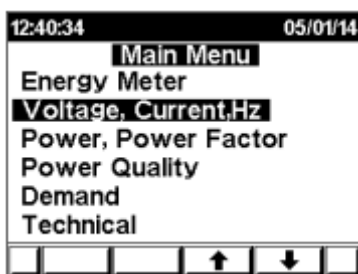 12:40:34 05/01/14
Main Menu
Energy Meter
Voltage, Current,Hz
Power, Power Factor
Power Quality
Demand
Technical